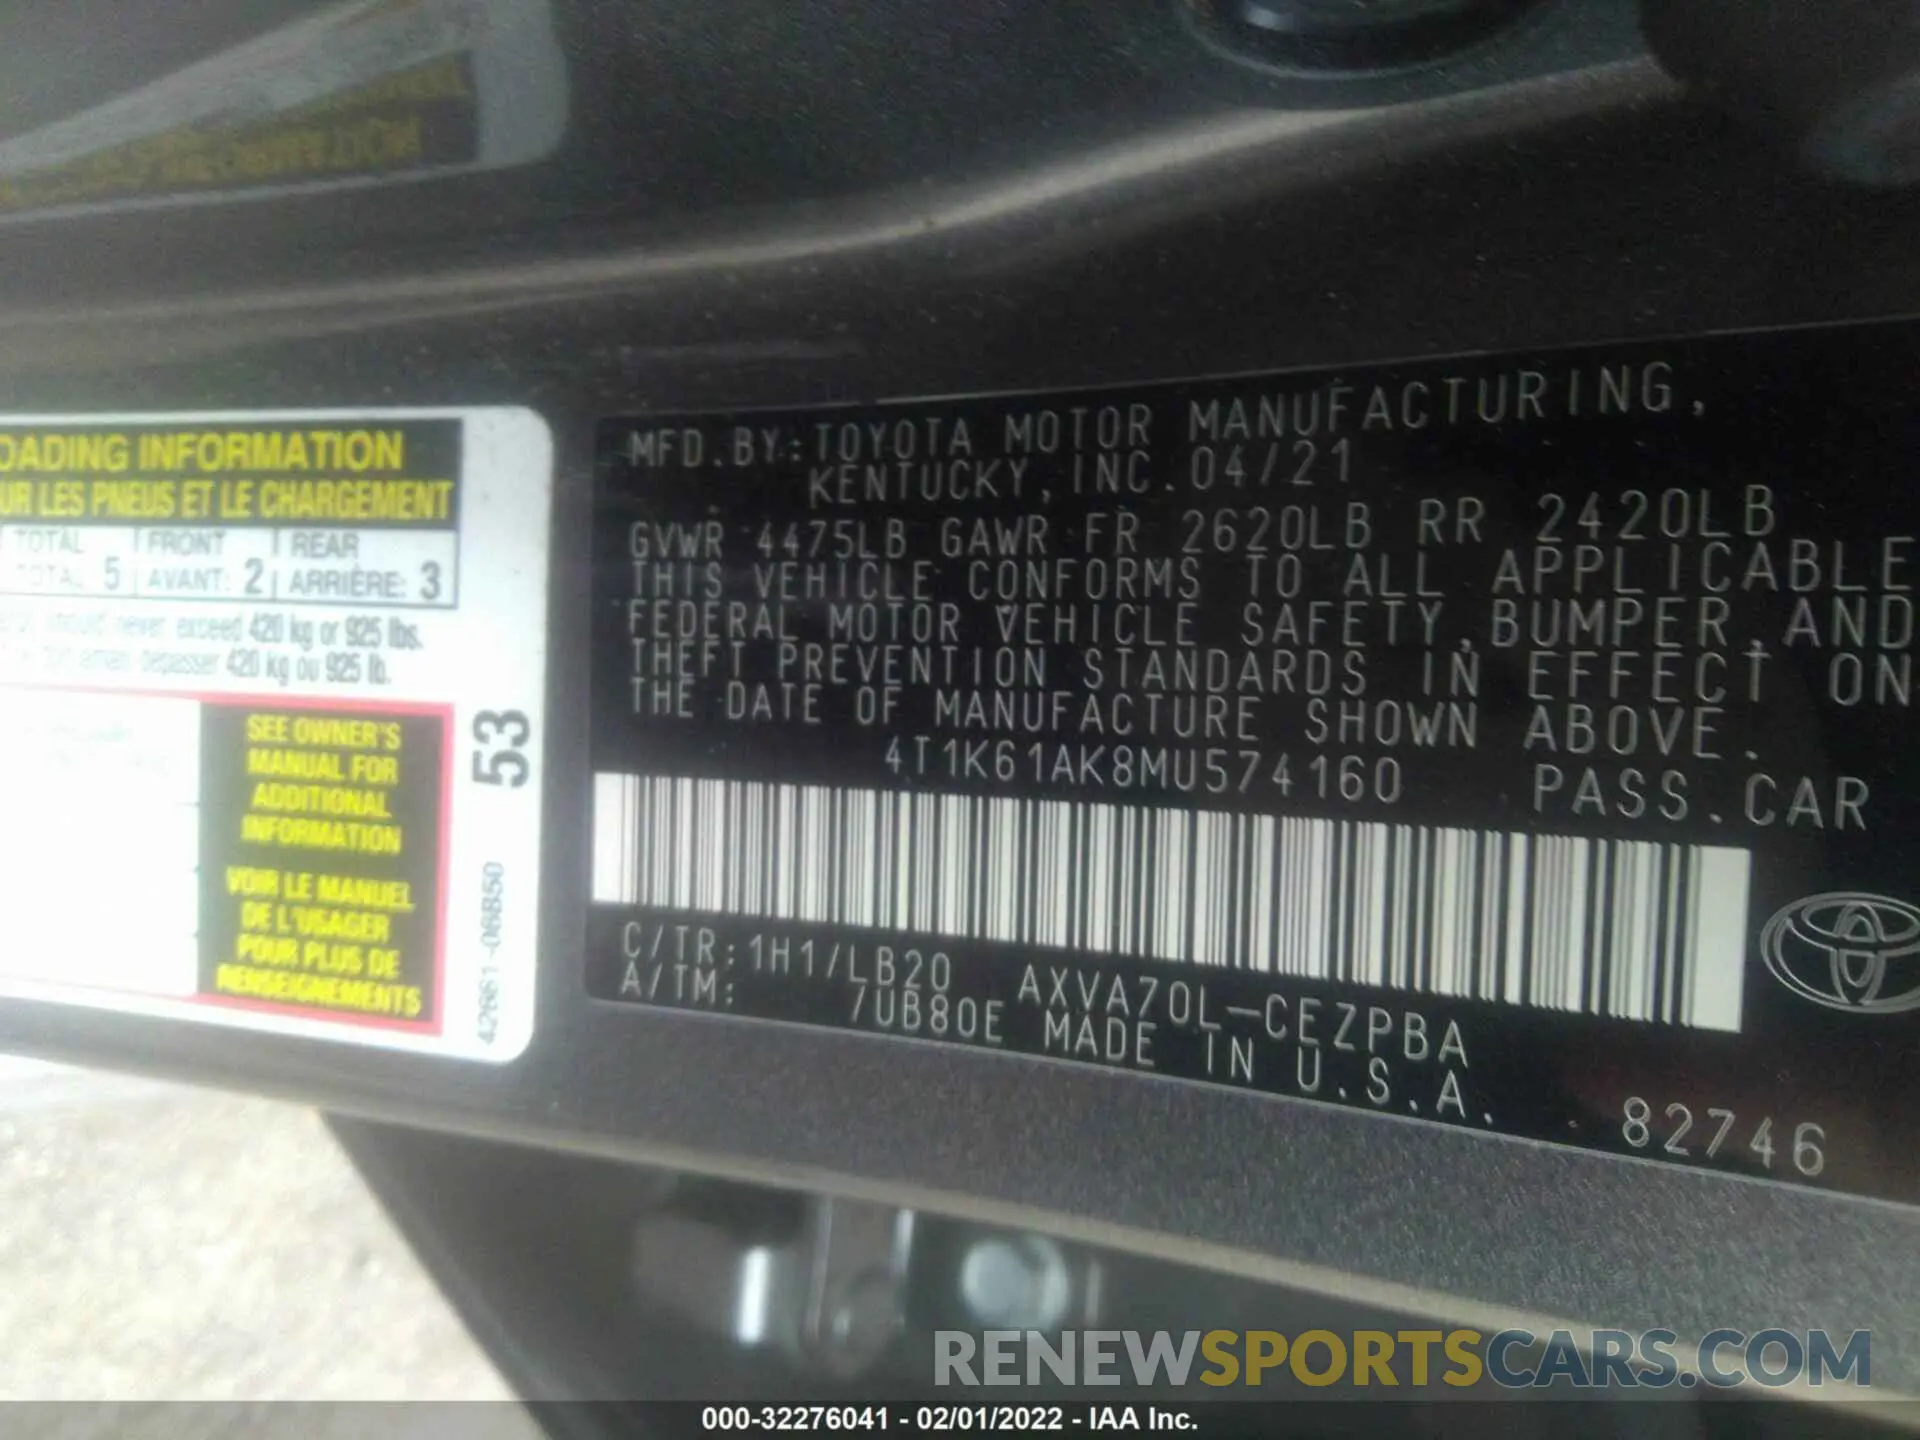 OADING INFORMATION
UR LES PNEUS ET LE CHARGEMENT
TOTAL FRONT REAR
TOTAL 5 AVANT: 2 ARRIÈRE: 3
should never exceed 420 kg or 925 lbs.
depasser 420 kg ou 925 lb.
SEE OWNER'S
MANUAL FOR
ADDITIONAL
INFORMATION
VOIR LE MANUEL
DE L'USAGER
POUR PLUS DE
RENSEIGNEMENTS
53
42661-06B50
MFD.BY:TOYOTA MOTOR MANUFACTURING,
KENTUCKY,INC.04/21
GVWR 4475LB GAWR FR 2620LB RR 2420LB
THIS VEHICLE CONFORMS TO ALL APPLICABLE
FEDERAL MOTOR VEHICLE SAFETY,BUMPER,AND
THEFT PREVENTION STANDARDS IN EFFECT ON
THE DATE OF MANUFACTURE SHOWN ABOVE.
4T1K61AK8MU574160 PASS.CAR
C/TR:1H1/LB20 AXVA70L-CEZPBA
A/TM: /UB80E MADE IN U.S.A.
82746
RENEWSPORTSCARS.COM
000-32276041 - 02/01/2022 - IAA Inc.